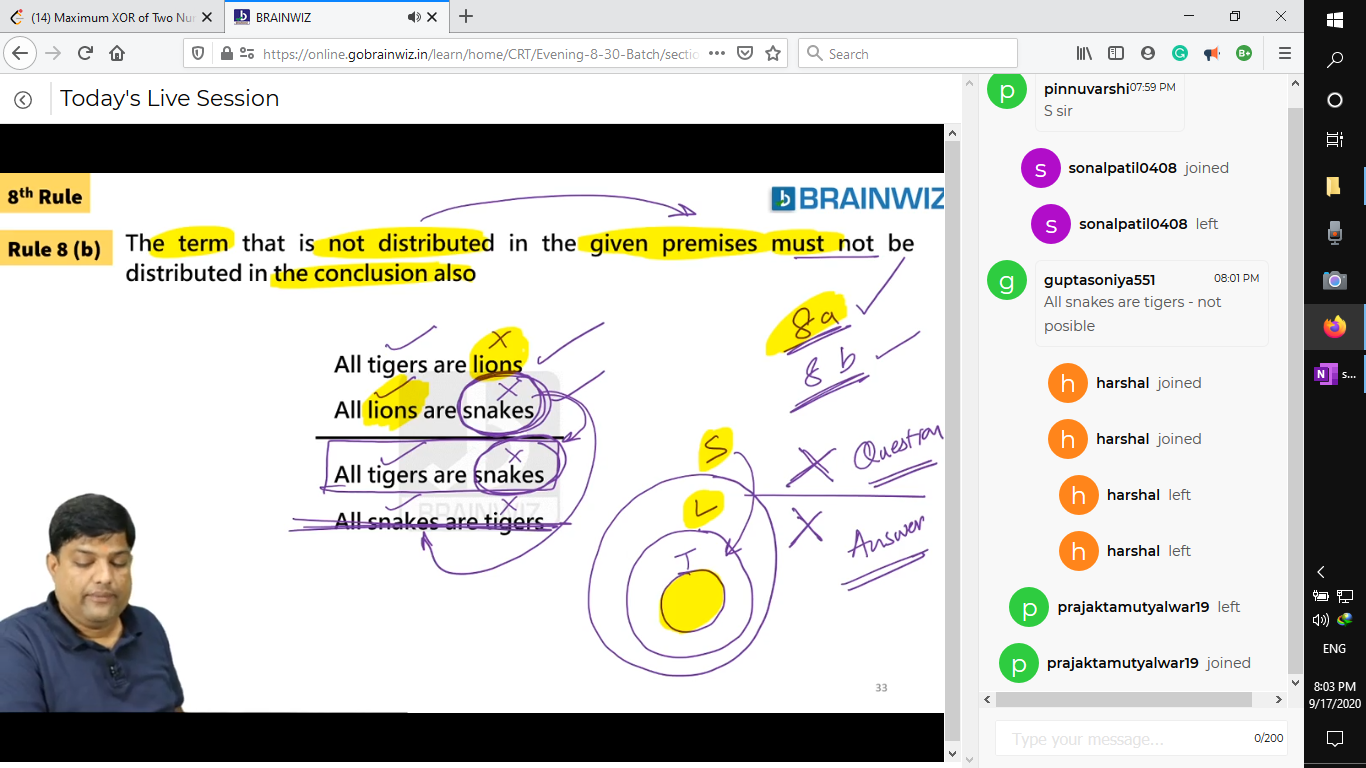 (14) Maximum XOR of Two Nu
BRAINWIZ
https://online.gobrainwiz.in/learn/home/CRT/Evening-8-30-Batch/sectio
Search
Today's Live Session
8th Rule
BRAINWIZ
Rule 8 (b)
The term that is not distributed in the given premises must not be
distributed in the conclusion also
8a
8b
All tigers are lions
All lions are snakes
All tigers are snakes
All snakes are tigers
BRAINWIZ
S
L
T
Question
Answer
33
p
pinnuvarshi 07:59 PM
S sir
s
sonalpatil0408 joined
s
sonalpatil0408 left
g
guptasoniya551 08:01 PM
All snakes are tigers - not
posible
h
harshal joined
h
harshal joined
h
harshal left
h
harshal left
p
prajaktamutyalwar19 left
p
prajaktamutyalwar19 joined
Type your message...
0/200
N
s...
ENG
8:03 PM
9/17/2020